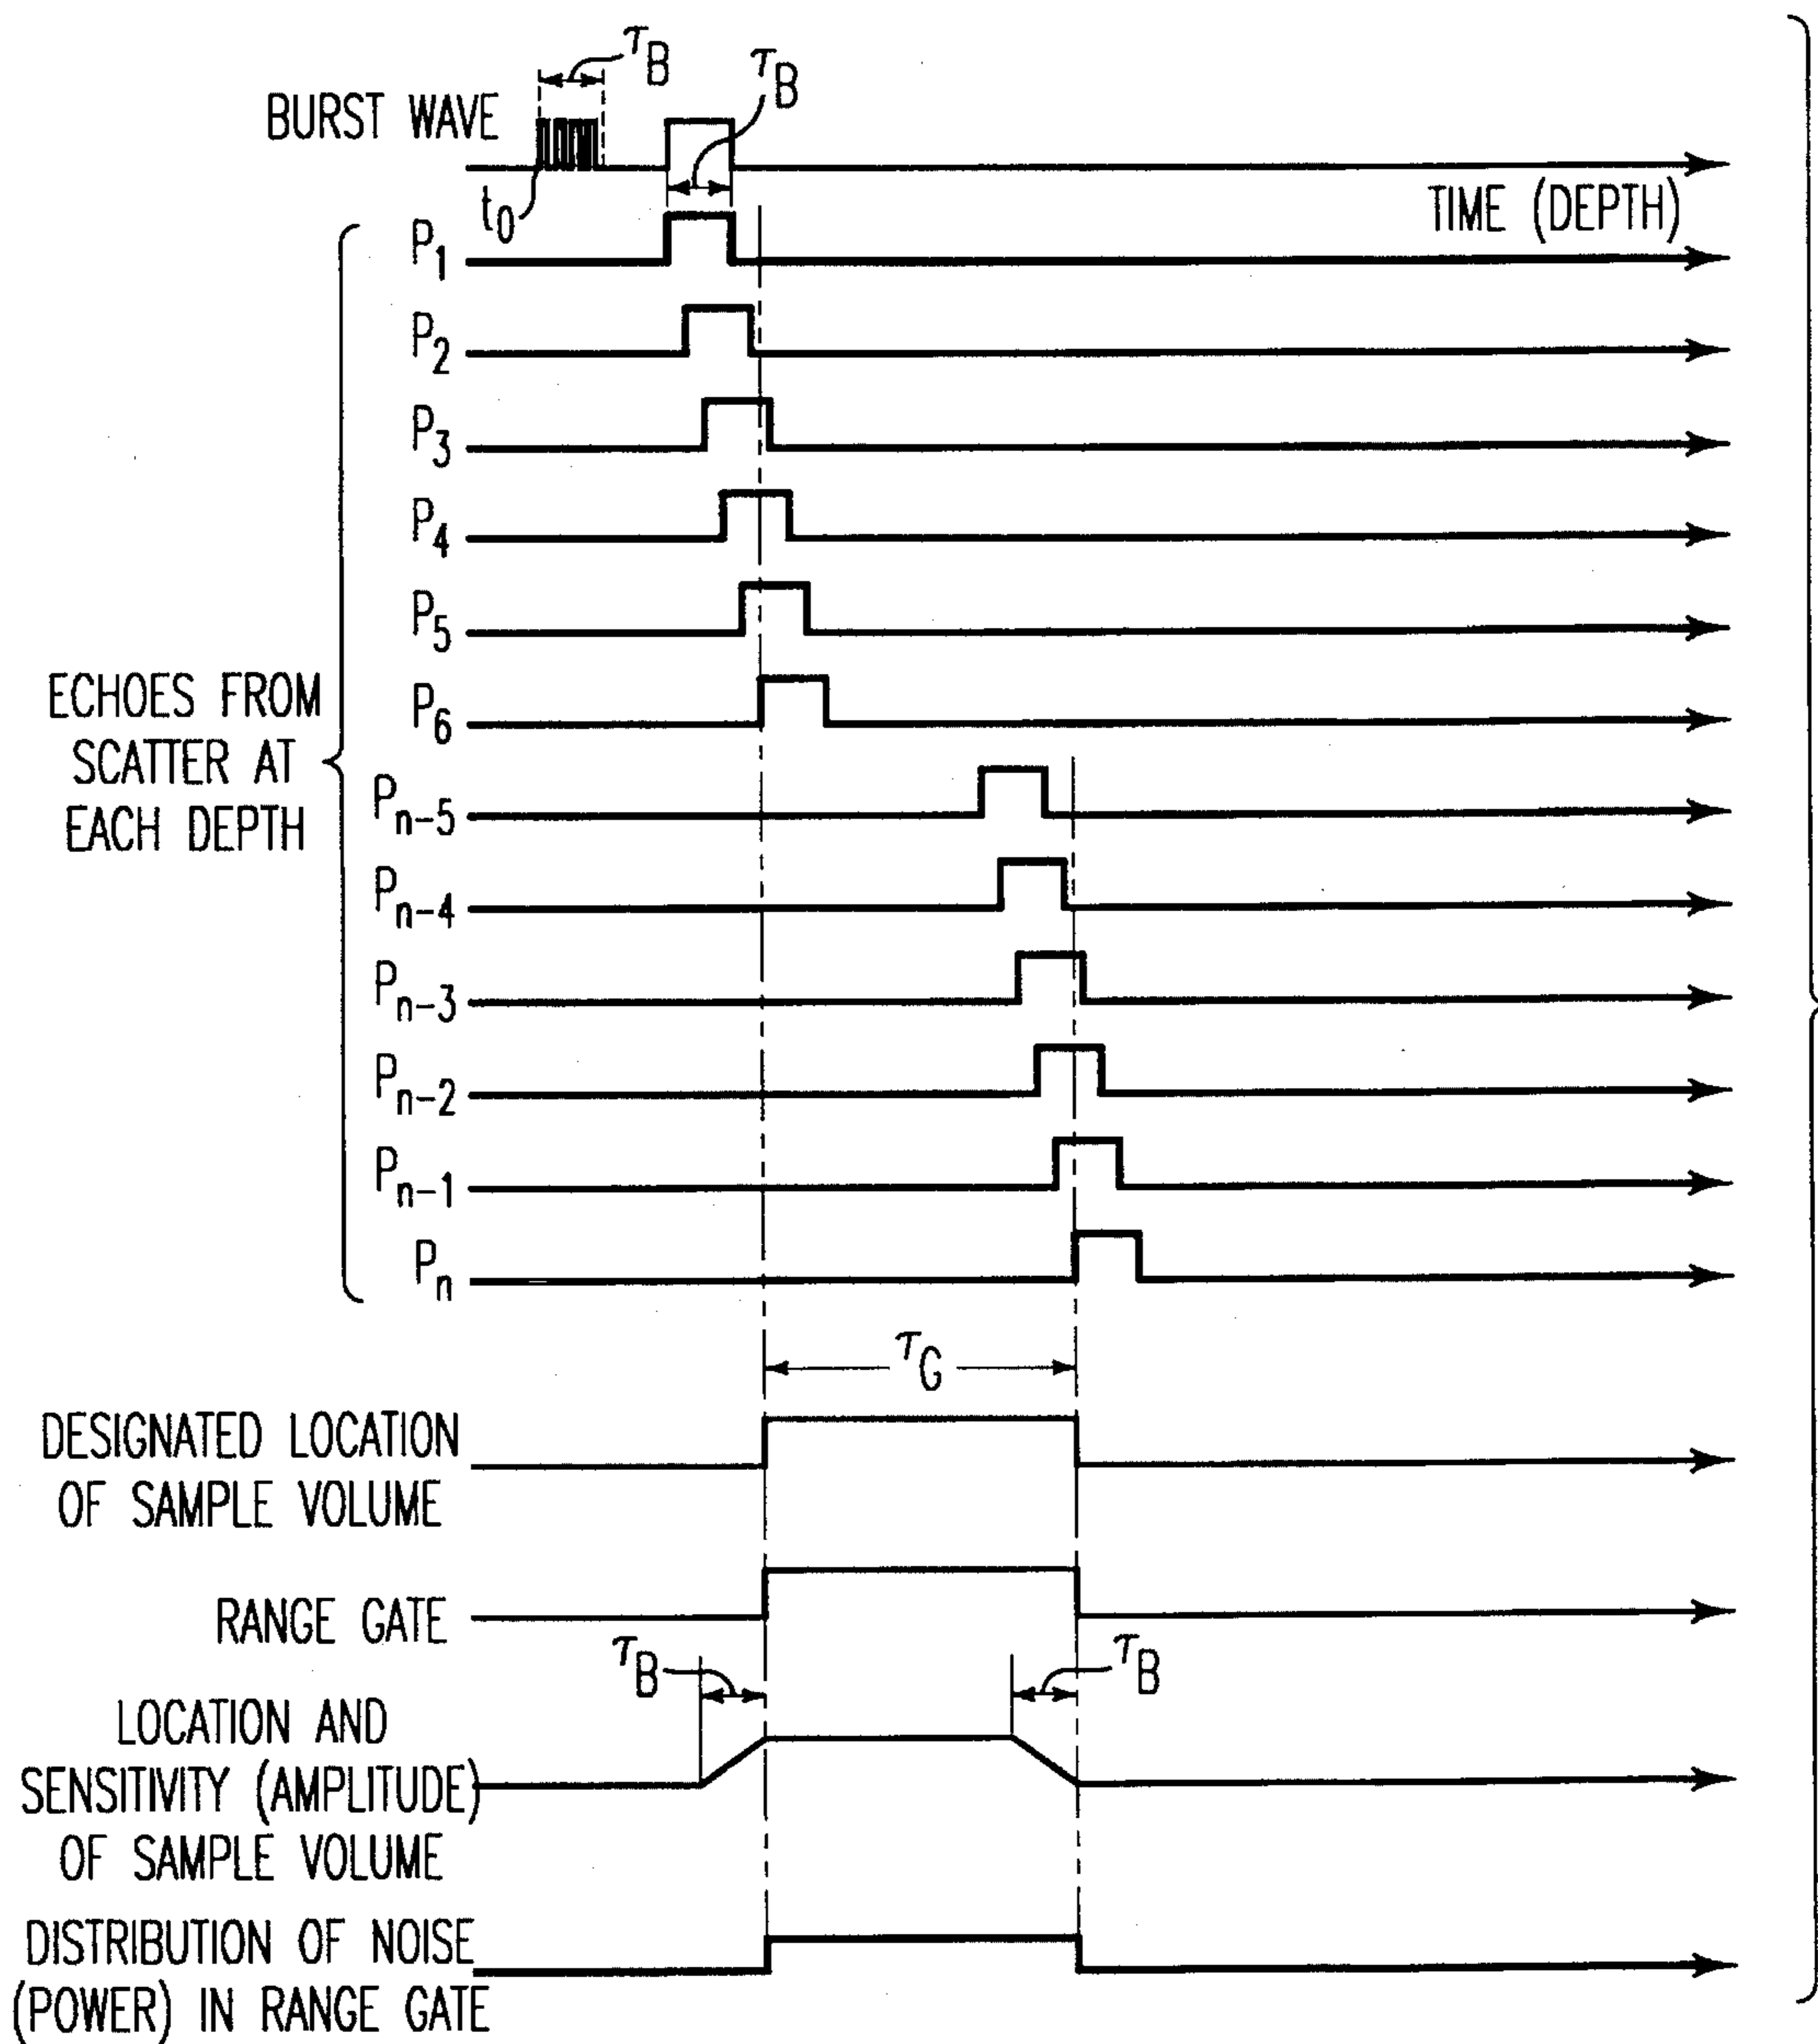 τB
τB
BURST WAVE
t0
TIME (DEPTH)
P1
P2
P3
P4
P5
P6
ECHOES FROM
SCATTER AT
EACH DEPTH
Pn-5
Pn-4
Pn-3
Pn-2
Pn-1
Pn
τG
DESIGNATED LOCATION
OF SAMPLE VOLUME
RANGE GATE
τB
τB
LOCATION AND
SENSITIVITY (AMPLITUDE)
OF SAMPLE VOLUME
DISTRIBUTION OF NOISE
(POWER) IN RANGE GATE